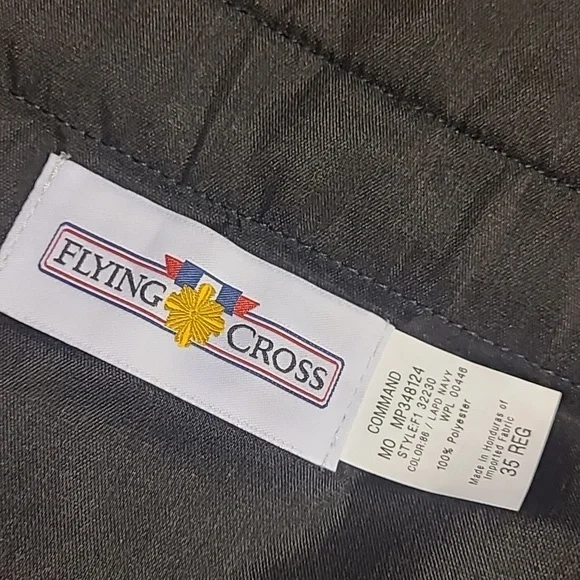 FLYING CROSS
COMMAND
MO MP348124
STYLE:F1 32230
COLOR:86 / LAPD NAVY
WPL 00446
100% Polyester
Made in Honduras of
Imported Fabric
35 REG